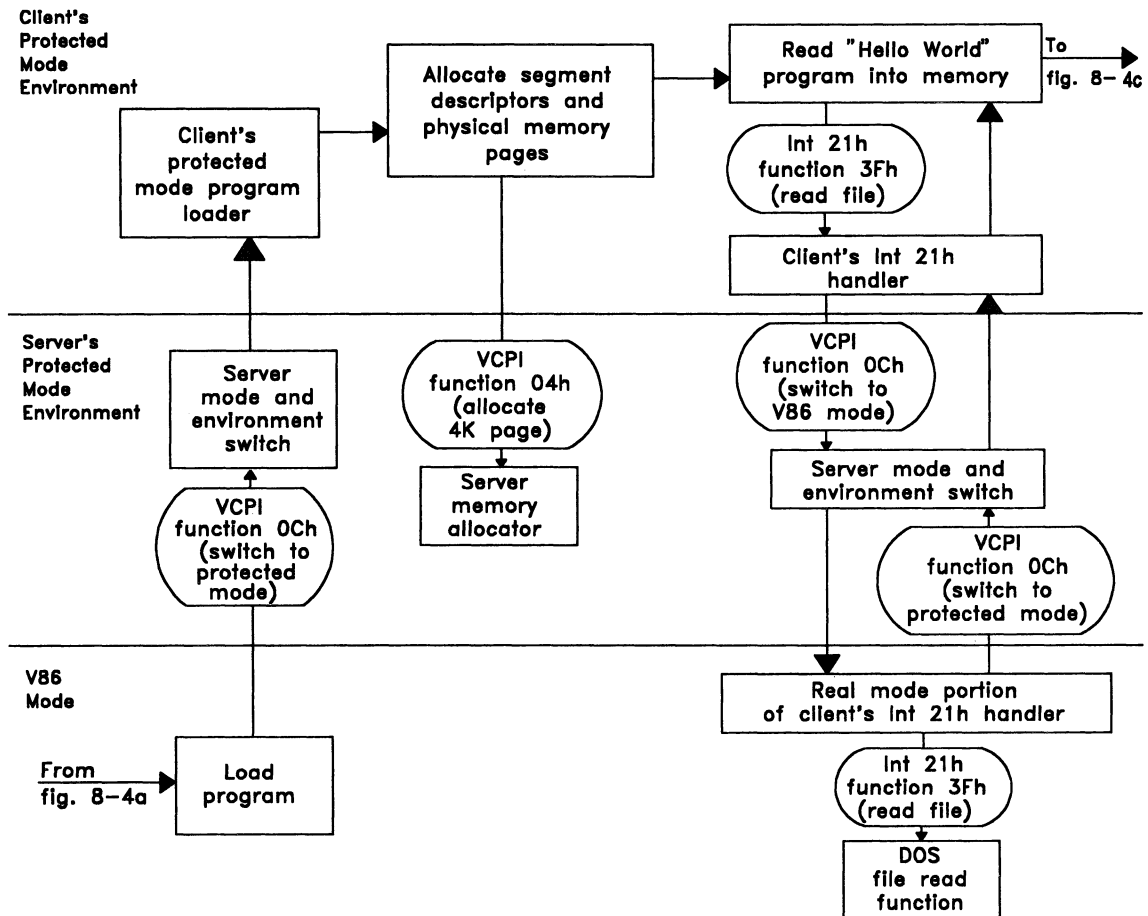 Client's
Protected
Mode
Environment
Client's
protected
mode program
loader
Allocate segment
descriptors and
physical memory
pages
Read "Hello World"
program into memory
To
fig. 8-4c
Int 21h
function 3Fh
(read file)
Client's Int 21h
handler
Server's
Protected
Mode
Environment
Server
mode and
environment
switch
VCPI
function 0Ch
(switch to
protected
mode)
VCPI
function 04h
(allocate
4K page)
Server
memory
allocator
VCPI
function 0Ch
(switch to
V86 mode)
Server mode and
environment switch
VCPI
function 0Ch
(switch to
protected mode)
V86
Mode
From
fig. 8-4a
Load
program
Real mode portion
of client's Int 21h handler
Int 21h
function 3Fh
(read file)
DOS
file read
function